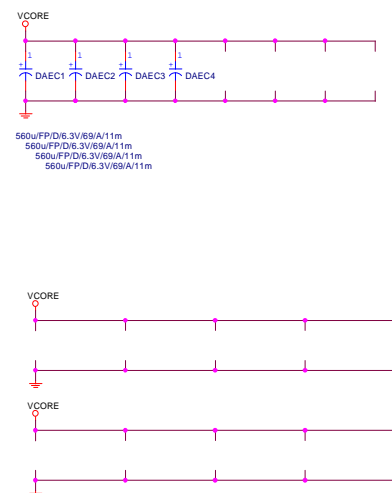 VCORE
1 1 1 1
+ + + +
DAEC1 DAEC2 DAEC3 DAEC4
560u/FP/D/6.3V/69/A/11m
560u/FP/D/6.3V/69/A/11m
560u/FP/D/6.3V/69/A/11m
560u/FP/D/6.3V/69/A/11m
VCORE
VCORE